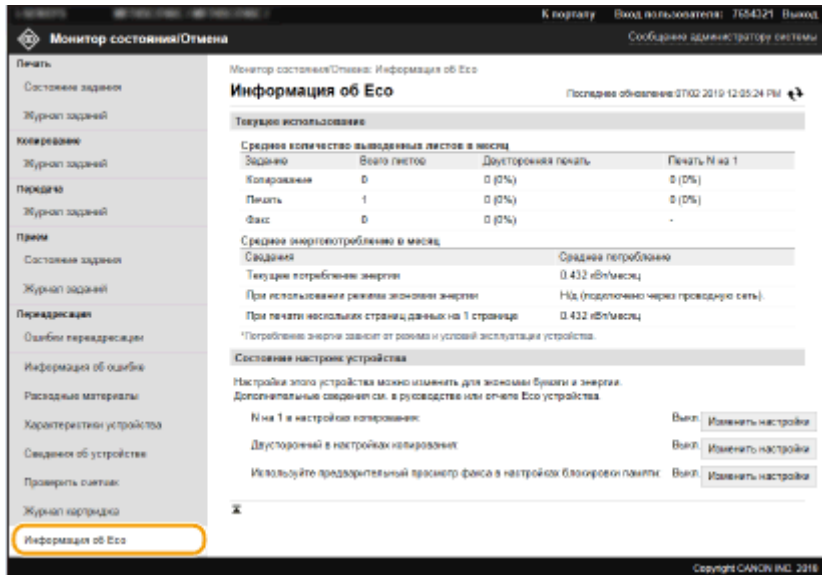 К порталу Вход пользователя: 7654321 Выход
Монитор состояния/Отмена
Сообщение администратору системы
Печать
Состояние задания
Журнал заданий
Копирование
Журнал заданий
Передача
Журнал заданий
Прием
Состояние задания
Журнал заданий
Переадресация
Ошибки переадресации
Информация об ошибке
Расходные материалы
Характеристики устройства
Сведения об устройстве
Проверить счетчик
Журнал картриджа
Информация об Eco
Монитор состояния/Отмена: Информация об Eco
Информация об Eco
Последнее обновление:07/02 2019 12:05:24 PM
Текущее использование
Среднее количество выведенных листов в месяц
Задание Всего листов Двусторонняя печать Печать N на 1
Копирование 0 0 (0%) 0 (0%)
Печать 1 0 (0%) 0 (0%)
Факс 0 0 (0%) -
Среднее энергопотребление в месяц
Сведения Среднее потребление
Текущее потребление энергии 0.432 кВт/месяц
При использовании режима экономии энергии Н/д (подключено через проводную сеть).
При печати нескольких страниц данных на 1 странице 0.432 кВт/месяц
*Потребление энергии зависит от режима и условий эксплуатации устройства.
Состояние настроек устройства
Настройки этого устройства можно изменить для экономии бумаги и энергии.
Дополнительные сведения см. в руководстве или отчете Eco устройства.
N на 1 в настройках копирования: Выкл. Изменить настройки
Двусторонний в настройках копирования: Выкл. Изменить настройки
Используйте предварительный просмотр факса в настройках блокировки памяти: Выкл. Изменить настройки
Copyright CANON INC. 2018